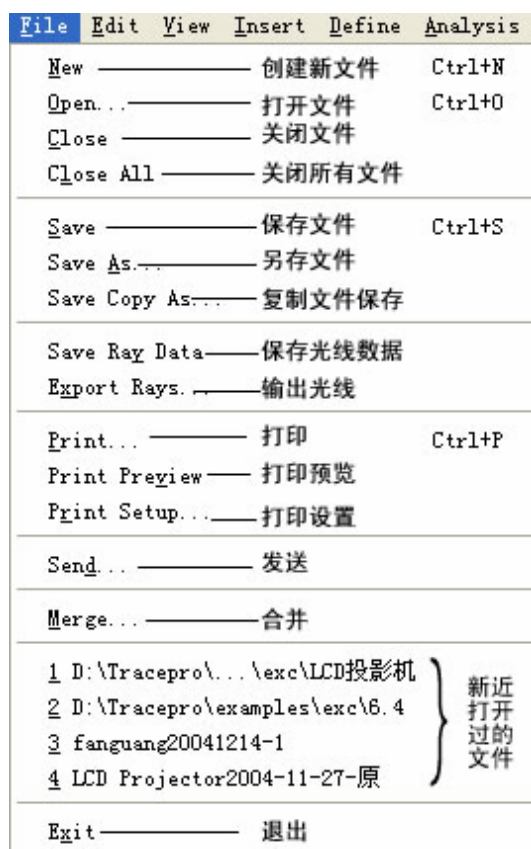 File Edit View Insert Define Analysis
New 创建新文件 Ctrl+N
Open... 打开文件 Ctrl+O
Close 关闭文件
Close All 关闭所有文件
Save 保存文件 Ctrl+S
Save As... 另存文件
Save Copy As... 复制文件保存
Save Ray Data 保存光线数据
Export Rays... 输出光线
Print... 打印 Ctrl+P
Print Preview 打印预览
Print Setup... 打印设置
Send... 发送
Merge... 合并
1 D:\Tracepro\...\exc\LCD投影机
2 D:\Tracepro\examples\exc\6.4
3 fanguang20041214-1
4 LCD Projector2004-11-27-原
新近
打开
过的
文件
Exit 退出